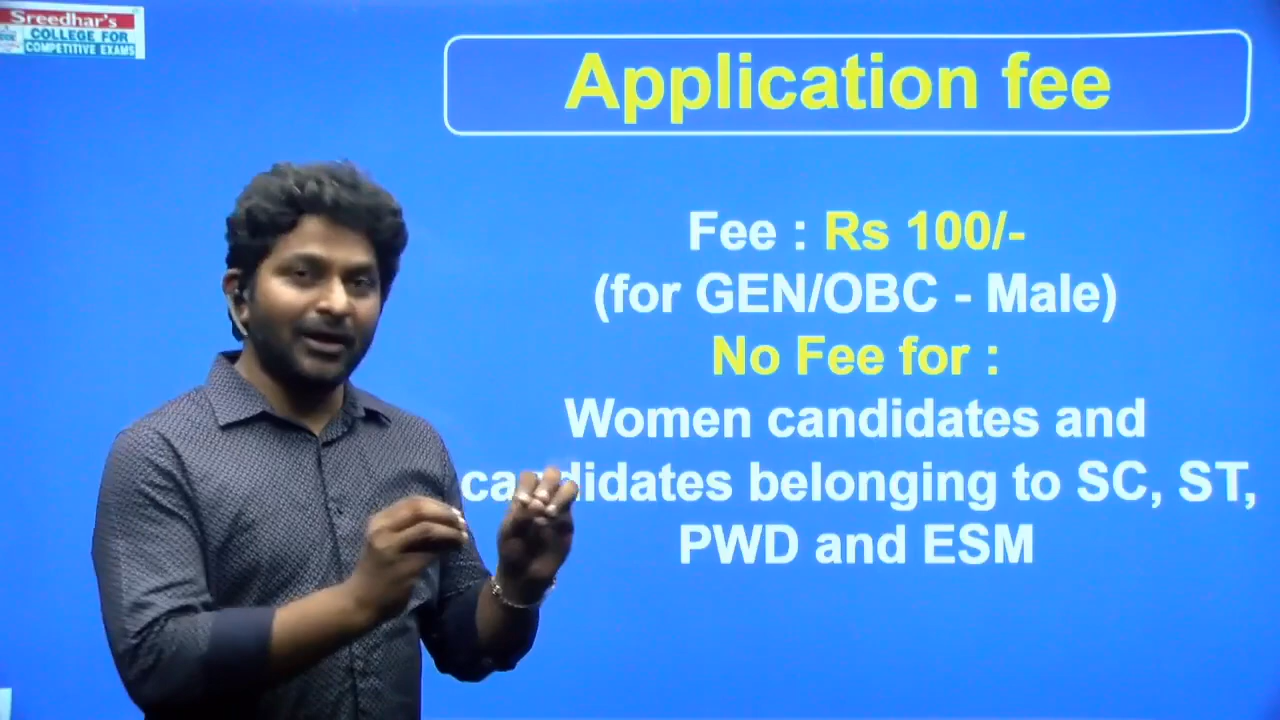 Sreedhar's
COLLEGE FOR
COMPETITIVE EXAMS
Application fee
Fee : Rs 100/-
(for GEN/OBC - Male)
No Fee for :
Women candidates and
candidates belonging to SC, ST,
PWD and ESM